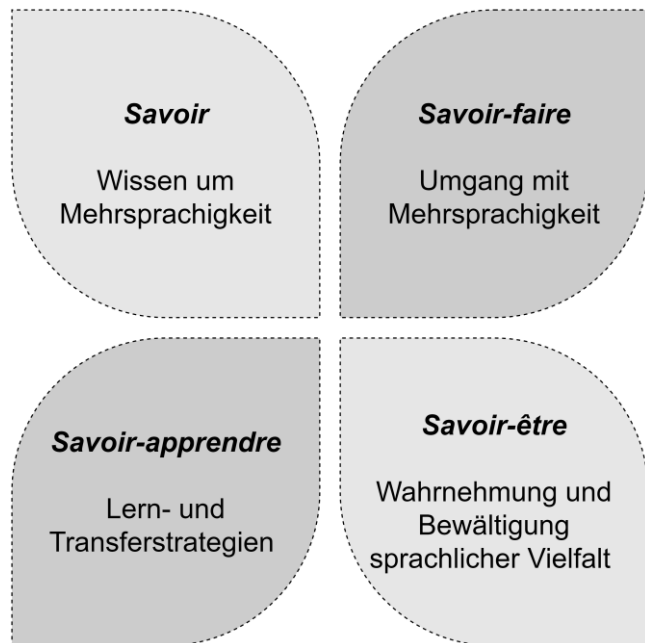 Savoir
Wissen um
Mehrsprachigkeit
Savoir-faire
Umgang mit
Mehrsprachigkeit
Savoir-apprendre
Lern- und
Transferstrategien
Savoir-être
Wahrnehmung und
Bewältigung
sprachlicher Vielfalt